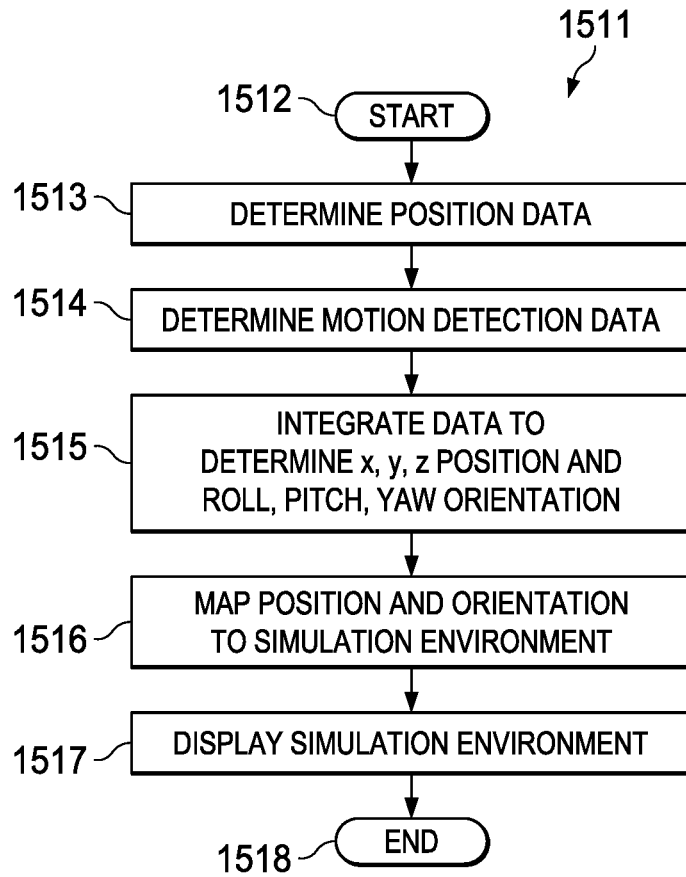 1511
1512
START
1513
DETERMINE POSITION DATA
1514
DETERMINE MOTION DETECTION DATA
1515
INTEGRATE DATA TO
DETERMINE x, y, z POSITION AND
ROLL, PITCH, YAW ORIENTATION
1516
MAP POSITION AND ORIENTATION
TO SIMULATION ENVIRONMENT
1517
DISPLAY SIMULATION ENVIRONMENT
1518
END